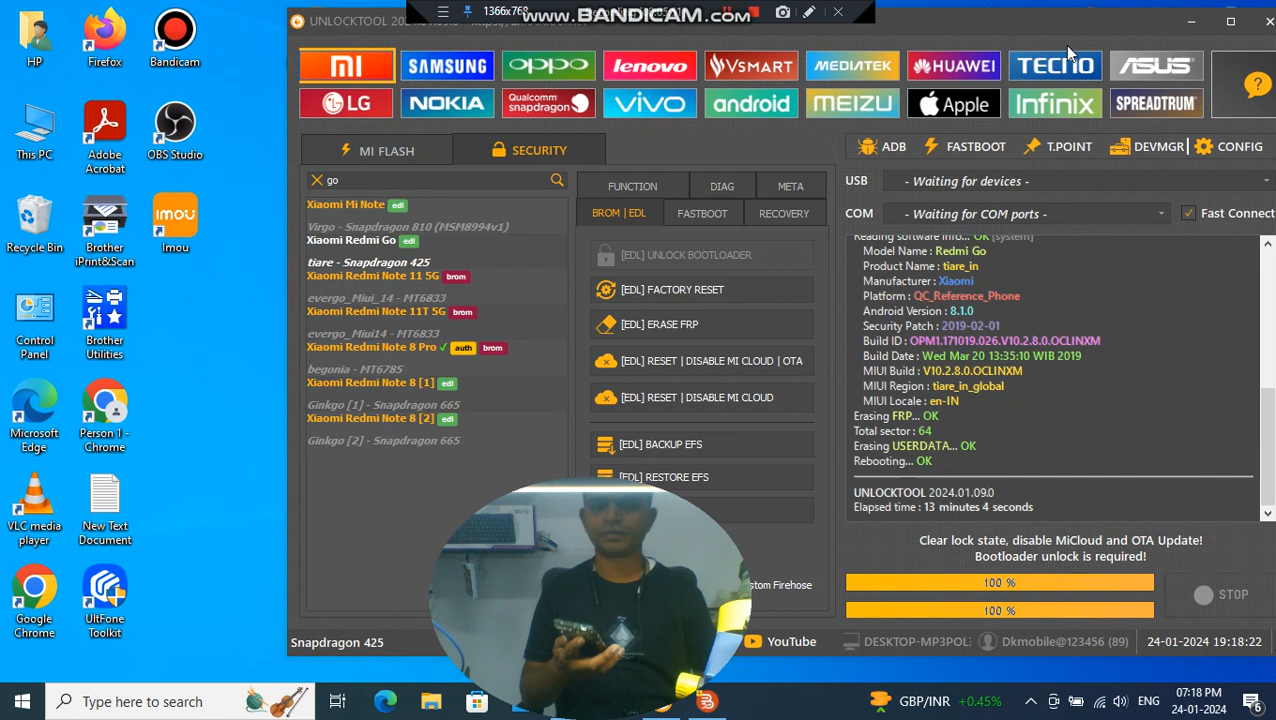 1366x768
www.BANDICAM.com
UNLOCKTOOL 202
HP
Firefox
Bandicam
This PC
Adobe Acrobat
OBS Studio
Recycle Bin
Brother iPrint&Scan
Imou
Control Panel
Brother Utilities
Microsoft Edge
Person 1 - Chrome
VLC media player
New Text Document
Google Chrome
UltFone Toolkit
MI
SAMSUNG
OPPO
lenovo
VSMART
MEDIATEK
HUAWEI
TECNO
ASUS
LG
NOKIA
Qualcomm snapdragon
vivo
android
MEIZU
Apple
Infinix
SPREADTRUM
?
MI FLASH
SECURITY
ADB
FASTBOOT
T.POINT
DEVMGR
CONFIG
go
Xiaomi Mi Note edl
Virgo - Snapdragon 810 (MSM8994v1)
Xiaomi Redmi Go edl
tiare - Snapdragon 425
Xiaomi Redmi Note 11 5G brom
evergo_Miui_14 - MT6833
Xiaomi Redmi Note 11T 5G brom
evergo_Miui14 - MT6833
Xiaomi Redmi Note 8 Pro ✓ auth brom
begonia - MT6785
Xiaomi Redmi Note 8 [1] edl
Ginkgo [1] - Snapdragon 665
Xiaomi Redmi Note 8 [2] edl
Ginkgo [2] - Snapdragon 665
FUNCTION
DIAG
META
BROM | EDL
FASTBOOT
RECOVERY
[EDL] UNLOCK BOOTLOADER
[EDL] FACTORY RESET
[EDL] ERASE FRP
[EDL] RESET | DISABLE MI CLOUD | OTA
[EDL] RESET | DISABLE MI CLOUD
[EDL] BACKUP EFS
[EDL] RESTORE EFS
stom Firehose
USB - Waiting for devices -
COM - Waiting for COM ports -
Fast Connect
Reading software info... OK [system]
Model Name : Redmi Go
Product Name : tiare_in
Manufacturer : Xiaomi
Platform : QC_Reference_Phone
Android Version : 8.1.0
Security Patch : 2019-02-01
Build ID : OPM1.171019.026.V10.2.8.0.OCLINXM
Build Date : Wed Mar 20 13:35:10 WIB 2019
MIUI Build : V10.2.8.0.OCLINXM
MIUI Region : tiare_in_global
MIUI Locale : en-IN
Erasing FRP... OK
Total sector : 64
Erasing USERDATA... OK
Rebooting... OK
UNLOCKTOOL 2024.01.09.0
Elapsed time : 13 minutes 4 seconds
Clear lock state, disable MiCloud and OTA Update!
Bootloader unlock is required!
100 %
100 %
STOP
Snapdragon 425
YouTube
DESKTOP-MP3POL
Dkmobile@123456 (89)
24-01-2024 19:18:22
Type here to search
GBP/INR +0.45%
ENG
07:18 PM
24-01-2024
6